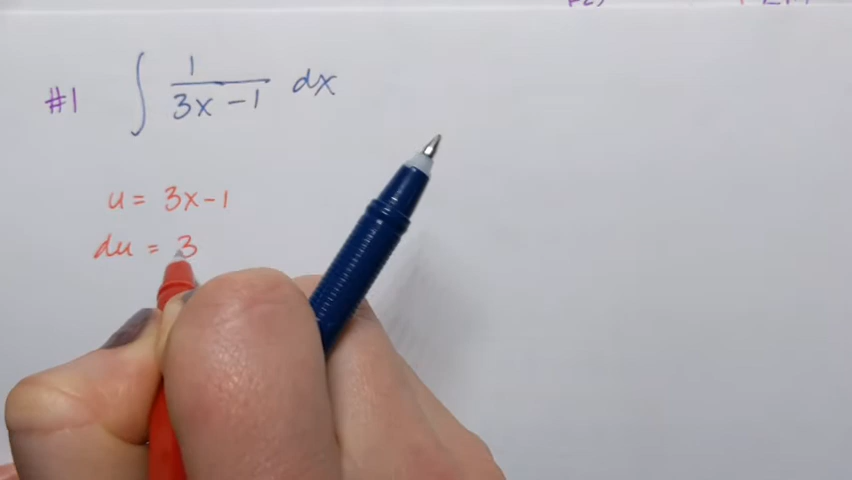 #1 ∫ 1/(3x - 1) dx
u = 3x - 1
du = 3